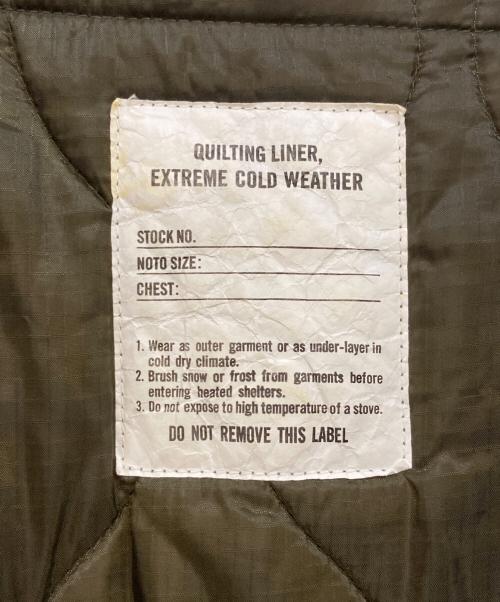 QUILTING LINER,
EXTREME COLD WEATHER
STOCK NO.
NOTO SIZE:
CHEST:
1. Wear as outer garment or as under-layer in
cold dry climate.
2. Brush snow or frost from garments before
entering heated shelters.
3. Do not expose to high temperature of a stove.
DO NOT REMOVE THIS LABEL